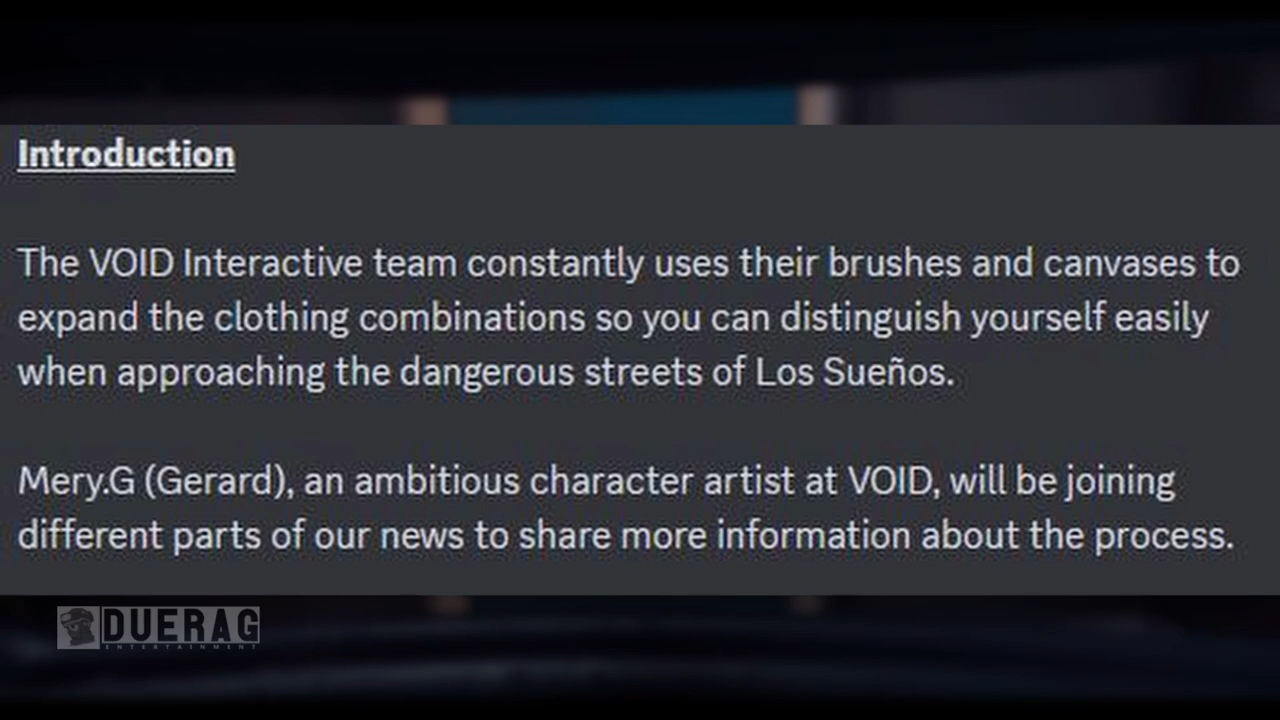 Introduction
The VOID Interactive team constantly uses their brushes and canvases to
expand the clothing combinations so you can distinguish yourself easily
when approaching the dangerous streets of Los Sueños.
Mery.G (Gerard), an ambitious character artist at VOID, will be joining
different parts of our news to share more information about the process.
DUERAG
ENTERTAINMENT